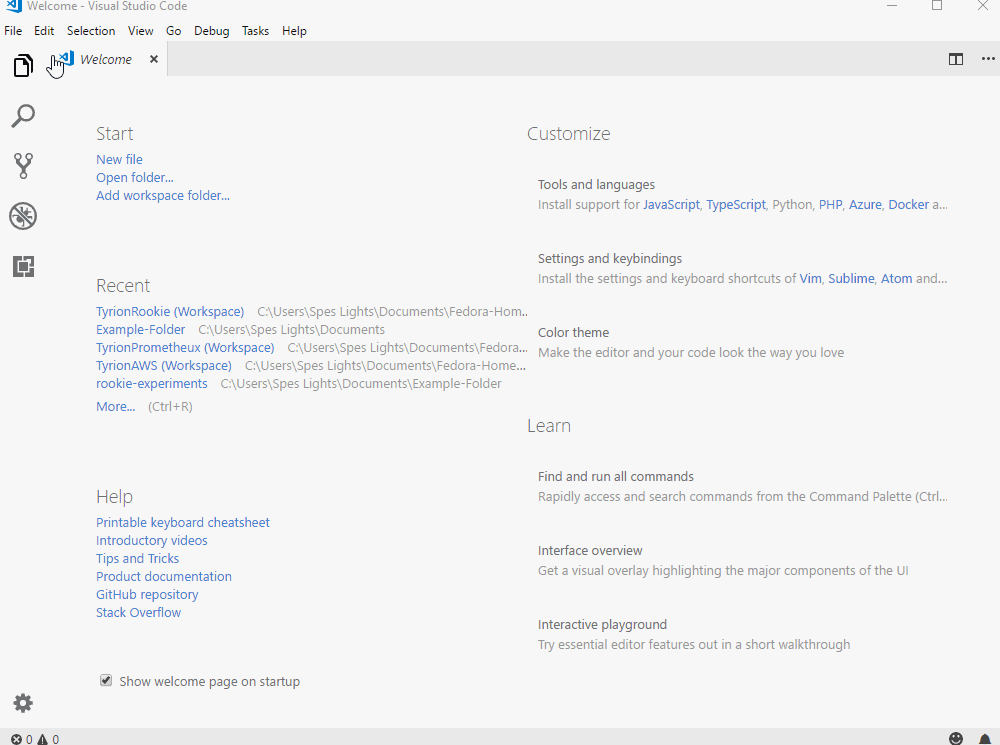 Welcome - Visual Studio Code
File Edit Selection View Go Debug Tasks Help
Welcome
Start
New file
Open folder...
Add workspace folder...
Recent
TyrionRookie (Workspace) C:\Users\Spes Lights\Documents\Fedora-Hom...
Example-Folder C:\Users\Spes Lights\Documents
TyrionPrometheux (Workspace) C:\Users\Spes Lights\Documents\Fedora...
TyrionAWS (Workspace) C:\Users\Spes Lights\Documents\Fedora-Home...
rookie-experiments C:\Users\Spes Lights\Documents\Example-Folder
More... (Ctrl+R)
Help
Printable keyboard cheatsheet
Introductory videos
Tips and Tricks
Product documentation
GitHub repository
Stack Overflow
Show welcome page on startup
Customize
Tools and languages
Install support for JavaScript, TypeScript, Python, PHP, Azure, Docker a...
Settings and keybindings
Install the settings and keyboard shortcuts of Vim, Sublime, Atom and...
Color theme
Make the editor and your code look the way you love
Learn
Find and run all commands
Rapidly access and search commands from the Command Palette (Ctrl...
Interface overview
Get a visual overlay highlighting the major components of the UI
Interactive playground
Try essential editor features out in a short walkthrough
0 0